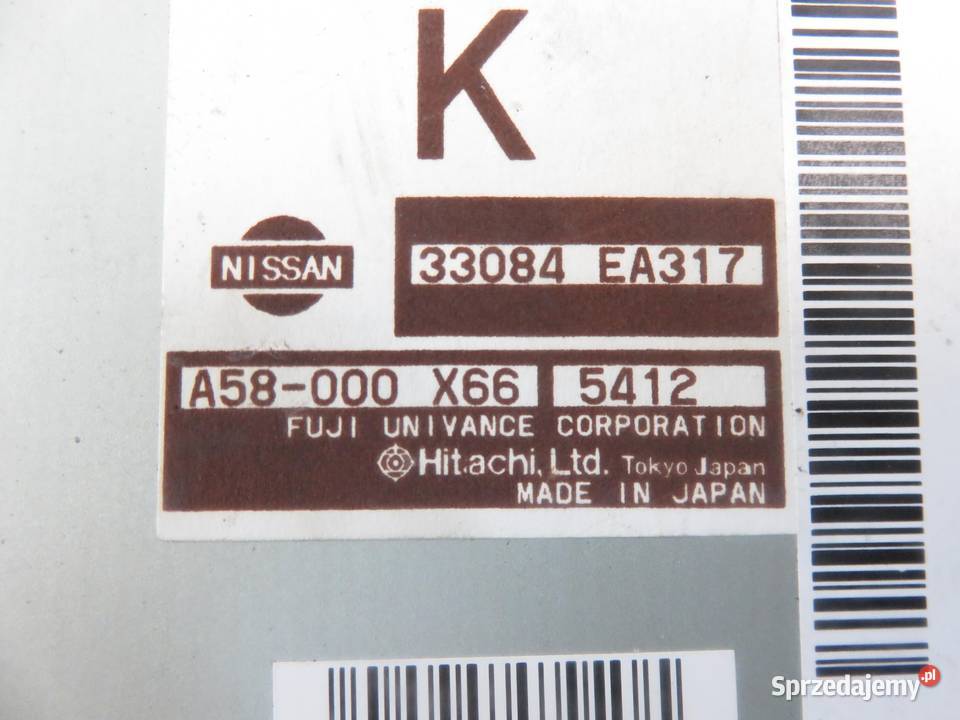 K
NISSAN
33084 EA317
A58-000 X66 5412
FUJI UNIVANCE CORPORATION
Hitachi, Ltd. Tokyo Japan
MADE IN JAPAN
Sprzedajemy.pl